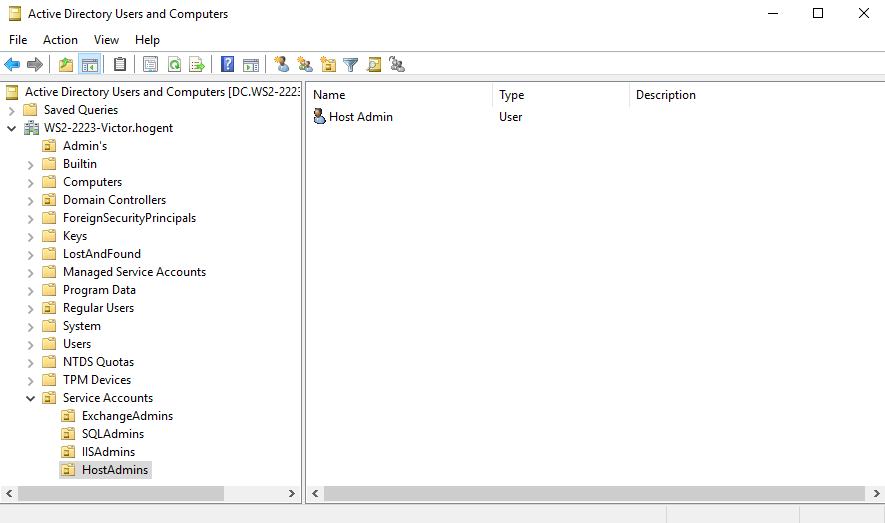 Active Directory Users and Computers
File Action View Help
Active Directory Users and Computers [DC.WS2-2223
Saved Queries
WS2-2223-Victor.hogent
Admin's
Builtin
Computers
Domain Controllers
ForeignSecurityPrincipals
Keys
LostAndFound
Managed Service Accounts
Program Data
Regular Users
System
Users
NTDS Quotas
TPM Devices
Service Accounts
ExchangeAdmins
SQLAdmins
IISAdmins
HostAdmins
Name Type Description
Host Admin User